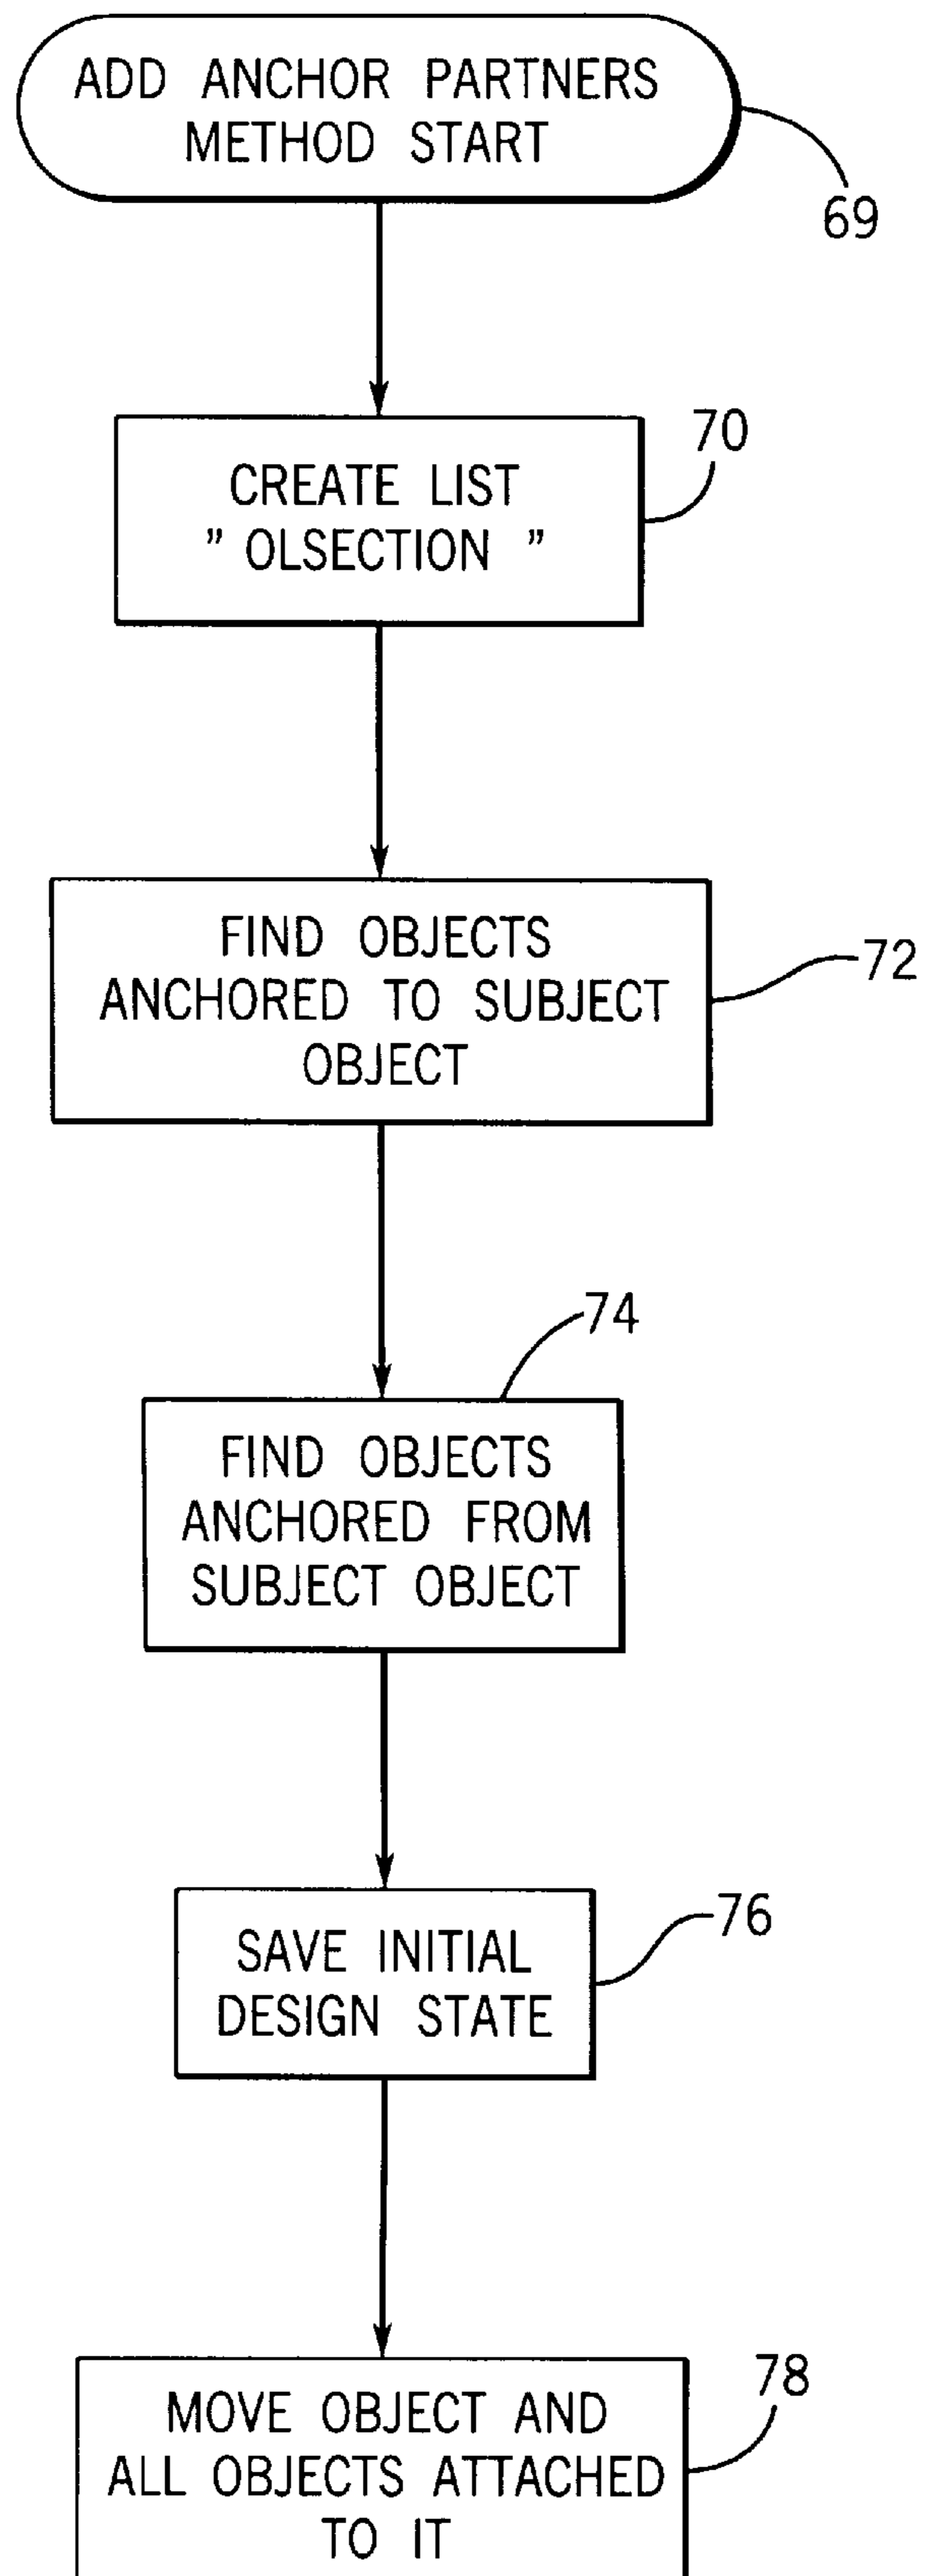 ADD ANCHOR PARTNERS
METHOD START
69
70
CREATE LIST
" OLSECTION "
FIND OBJECTS
ANCHORED TO SUBJECT
OBJECT
72
74
FIND OBJECTS
ANCHORED FROM
SUBJECT OBJECT
76
SAVE INITIAL
DESIGN STATE
78
MOVE OBJECT AND
ALL OBJECTS ATTACHED
TO IT